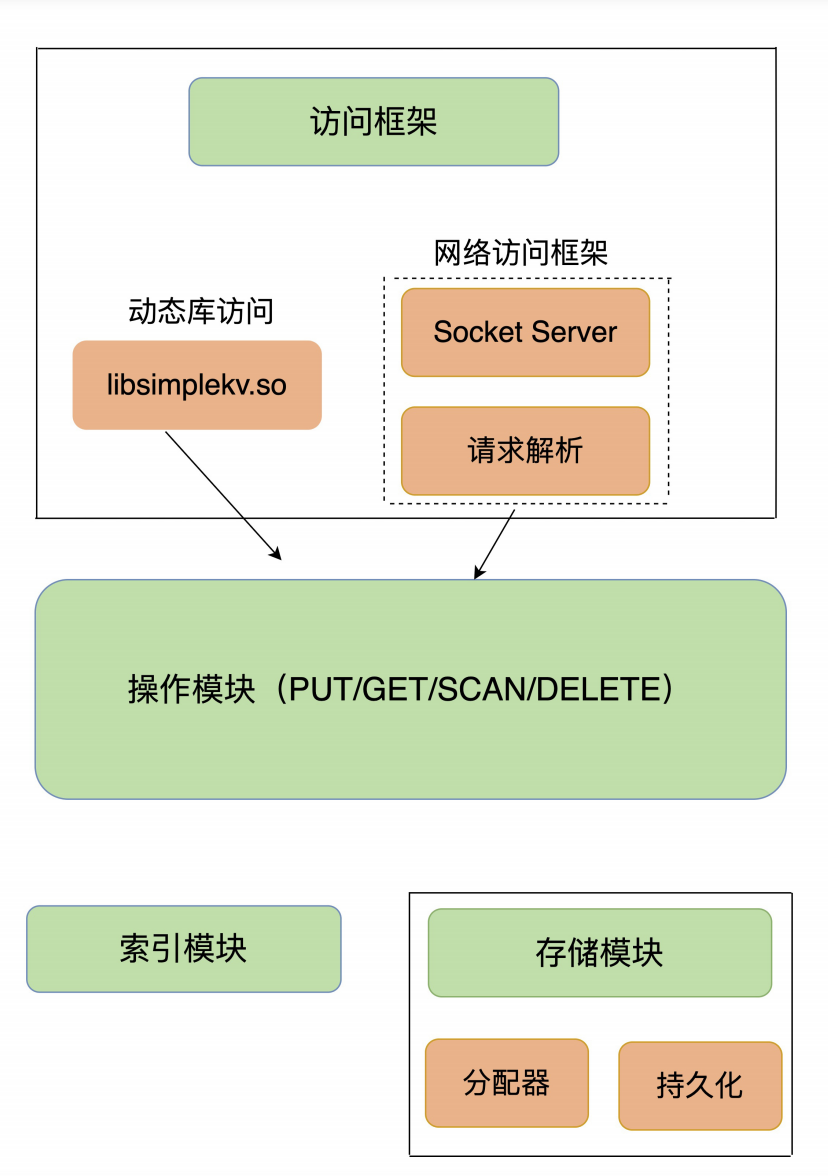 访问框架
网络访问框架
动态库访问
Socket Server
libsimplekv.so
请求解析
操作模块（PUT/GET/SCAN/DELETE）
索引模块
存储模块
分配器
持久化